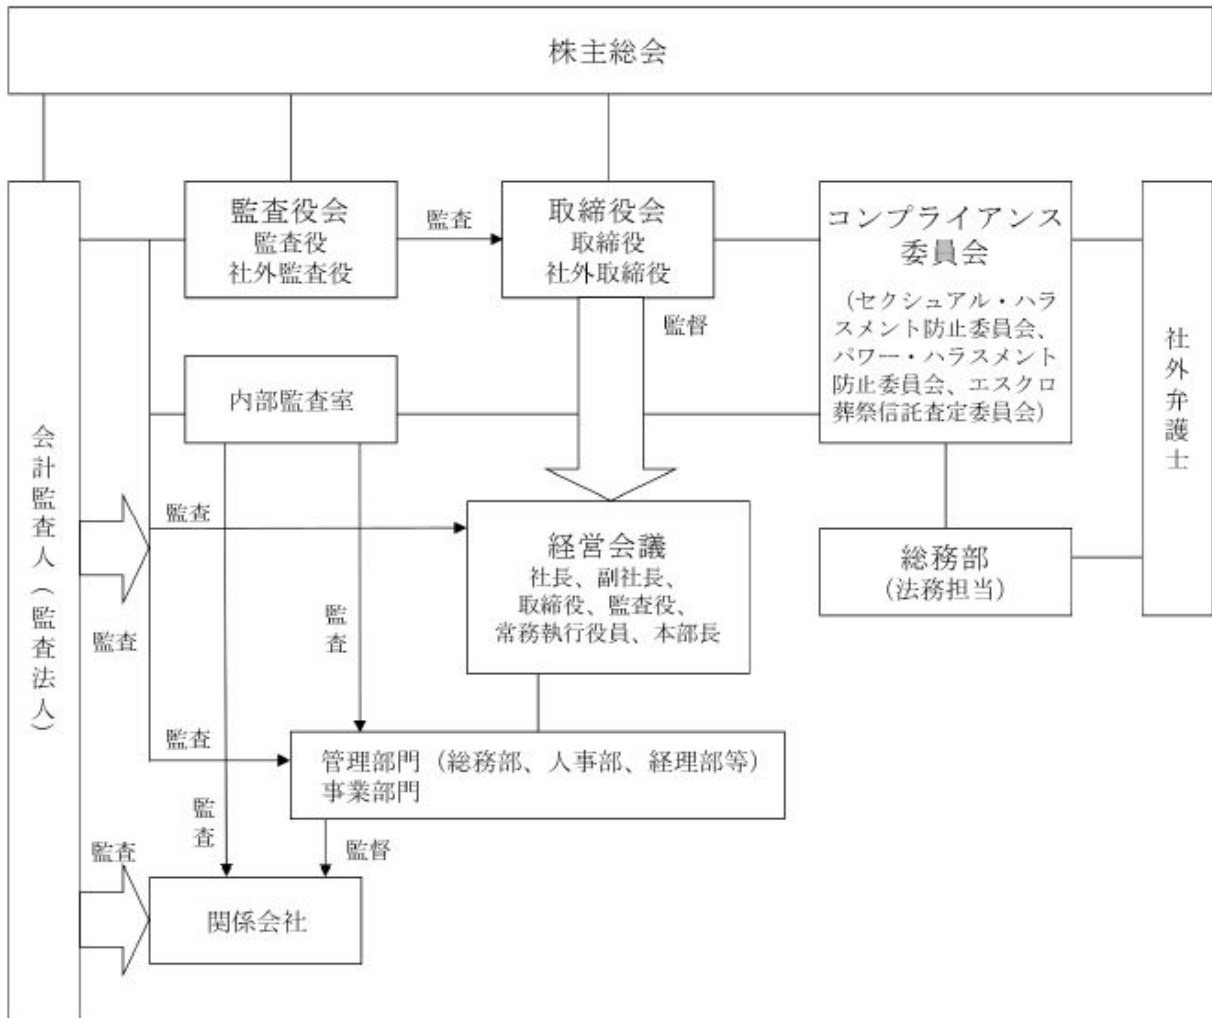 株主総会
監査役会
監査役
社外監査役
監査
取締役会
取締役
社外取締役
監督
コンプライアンス
委員会
（セクシュアル・ハラ
スメント防止委員会、
パワー・ハラスメント
防止委員会、エスクロ
葬祭信託査定委員会）
社外弁護士
内部監査室
会計監査人（監査法人）
監査
監査
経営会議
社長、副社長、
取締役、監査役、
常務執行役員、本部長
総務部
（法務担当）
監査
監査
管理部門（総務部、人事部、経理部等）
事業部門
監査
監査
監督
関係会社